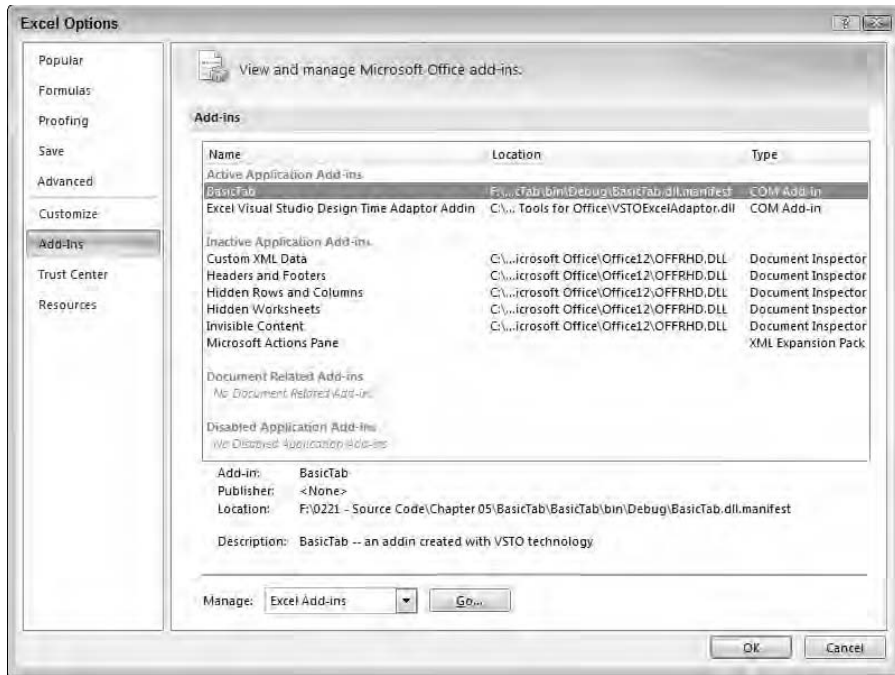 Excel Options
Popular
Formulas
Proofing
Save
Advanced
Customize
Add-Ins
Trust Center
Resources
View and manage Microsoft Office add-ins.
Add-ins
Name Location Type
Active Application Add-ins
BasicTab F:\...cTab\bin\Debug\BasicTab.dll.manifest COM Add-in
Excel Visual Studio Design Time Adaptor Addin C:\... Tools for Office\VSTOExcelAdaptor.dll COM Add-in
Inactive Application Add-ins
Custom XML Data C:\...icrosoft Office\Office12\OFFRHD.DLL Document Inspector
Headers and Footers C:\...icrosoft Office\Office12\OFFRHD.DLL Document Inspector
Hidden Rows and Columns C:\...icrosoft Office\Office12\OFFRHD.DLL Document Inspector
Hidden Worksheets C:\...icrosoft Office\Office12\OFFRHD.DLL Document Inspector
Invisible Content C:\...icrosoft Office\Office12\OFFRHD.DLL Document Inspector
Microsoft Actions Pane XML Expansion Pack
Document Related Add-ins
No Document Related Add-ins
Disabled Application Add-ins
No Disabled Application Add-ins
Add-in: BasicTab
Publisher: <None>
Location: F:\0221 - Source Code\Chapter 05\BasicTab\BasicTab\bin\Debug\BasicTab.dll.manifest
Description: BasicTab -- an addin created with VSTO technology
Manage: Excel Add-ins Go...
OK Cancel